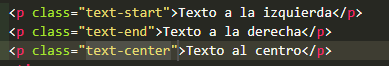 <p class="text-start">Texto a la izquierda</p>
<p class="text-end">Texto a la derecha</p>
<p class="text-center">Texto al centro</p>